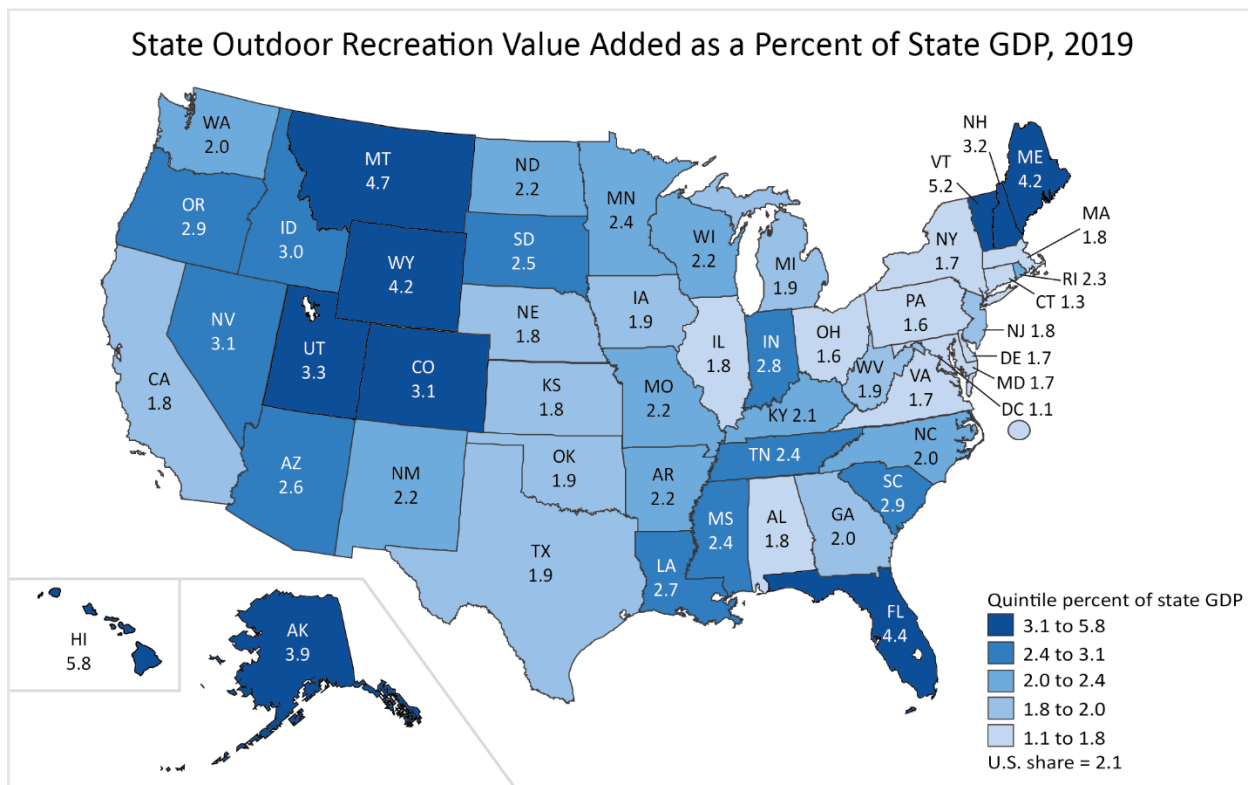 State Outdoor Recreation Value Added as a Percent of State GDP, 2019
WA
2.0
MT
4.7
ND
2.2
MN
2.4
OR
2.9
ID
3.0
WY
4.2
SD
2.5
WI
2.2
MI
1.9
NY
1.7
VT
5.2
NH
3.2
ME
4.2
MA
1.8
RI 2.3
CT 1.3
NV
3.1
UT
3.3
CO
3.1
NE
1.8
IA
1.9
IL
1.8
IN
2.8
OH
1.6
PA
1.6
NJ 1.8
DE 1.7
MD 1.7
DC 1.1
CA
1.8
KS
1.8
MO
2.2
KY 2.1
WV
1.9
VA
1.7
AZ
2.6
NM
2.2
OK
1.9
AR
2.2
TN 2.4
NC
2.0
SC
2.9
TX
1.9
LA
2.7
MS
2.4
AL
1.8
GA
2.0
FL
4.4
HI
5.8
AK
3.9
Quintile percent of state GDP
3.1 to 5.8
2.4 to 3.1
2.0 to 2.4
1.8 to 2.0
1.1 to 1.8
U.S. share = 2.1